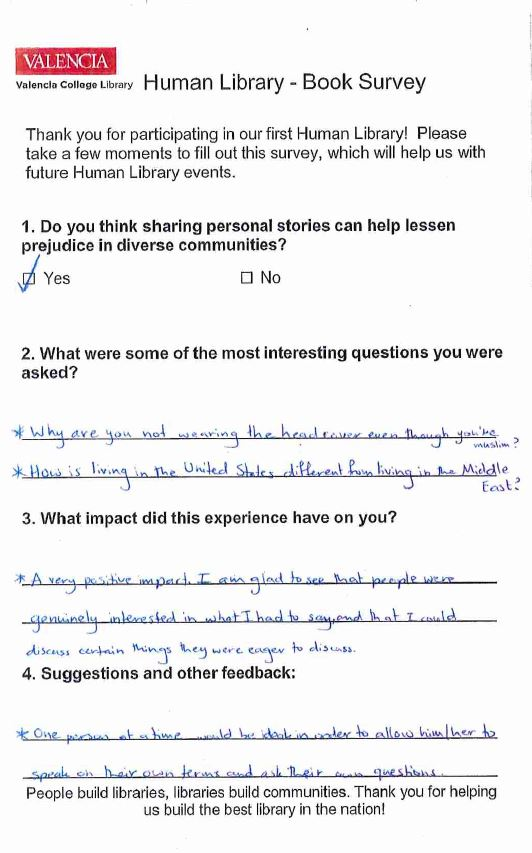 VALENCIA
Valencia College Library Human Library - Book Survey
Thank you for participating in our first Human Library! Please
take a few moments to fill out this survey, which will help us with
future Human Library events.
1. Do you think sharing personal stories can help lessen
prejudice in diverse communities?
Yes No
2. What were some of the most interesting questions you were
asked?
* Why are you not wearing the head cover even though you're
muslim?
* How is living in the United States different from living in the Middle
East?
3. What impact did this experience have on you?
* A very positive impact. I am glad to see that people were
genuinely interested in what I had to say, and that I could
discuss certain things they were eager to discuss.
4. Suggestions and other feedback:
* One person at a time would be ideal in order to allow him/her to
speak on their own terms and ask their own questions.
People build libraries, libraries build communities. Thank you for helping
us build the best library in the nation!